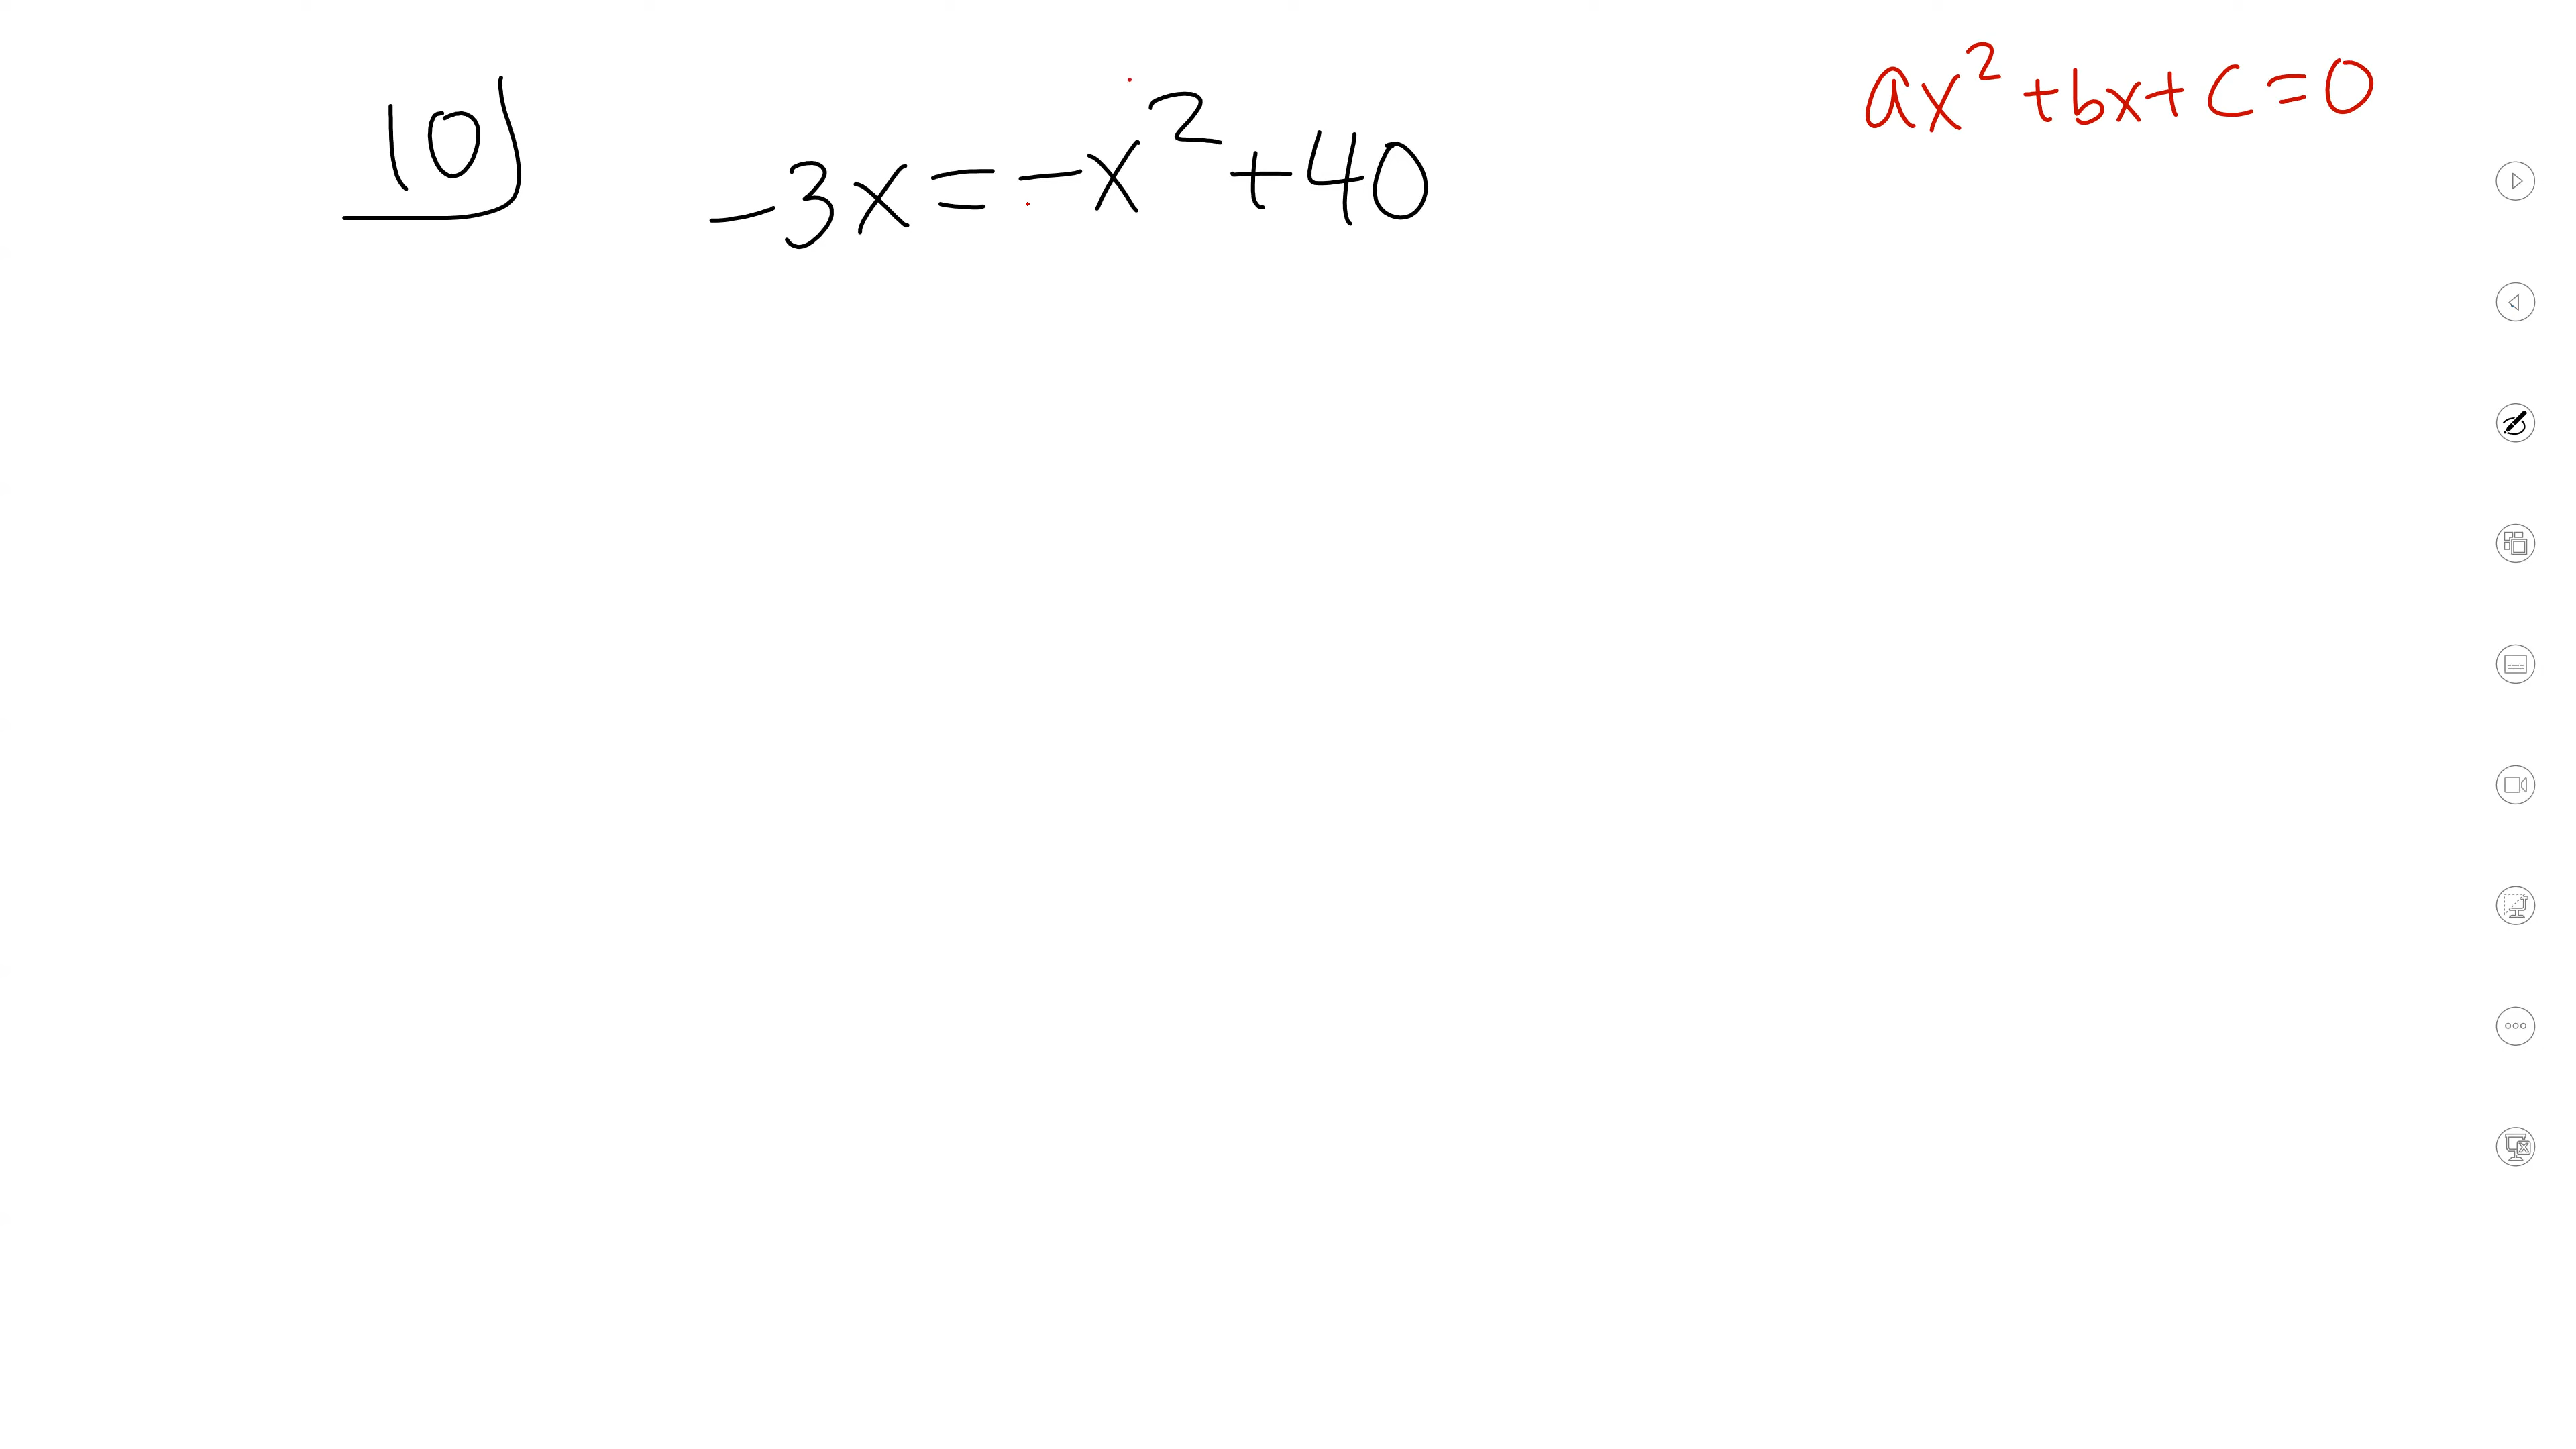 10) -3x = -x² + 40
ax² + bx + c = 0